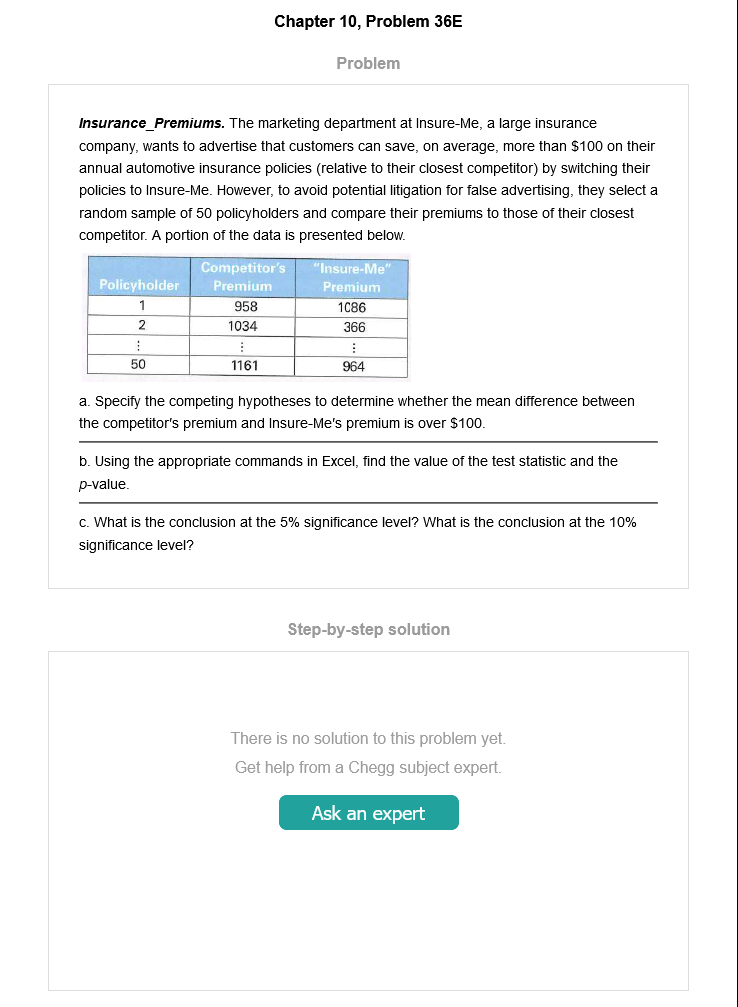 Chapter 10, Problem 36E
Problem
Insurance_Premiums. The marketing department at Insure-Me, a large insurance
company, wants to advertise that customers can save, on average, more than $100 on their
annual automotive insurance policies (relative to their closest competitor) by switching their
policies to Insure-Me. However, to avoid potential litigation for false advertising, they select a
random sample of 50 policyholders and compare their premiums to those of their closest
competitor. A portion of the data is presented below.
Policyholder Competitor's Premium "Insure-Me" Premium
1 958 1086
2 1034 366
⋮ ⋮ ⋮
50 1161 964
a. Specify the competing hypotheses to determine whether the mean difference between
the competitor's premium and Insure-Me's premium is over $100.
b. Using the appropriate commands in Excel, find the value of the test statistic and the
p-value.
c. What is the conclusion at the 5% significance level? What is the conclusion at the 10%
significance level?
Step-by-step solution
There is no solution to this problem yet.
Get help from a Chegg subject expert.
Ask an expert